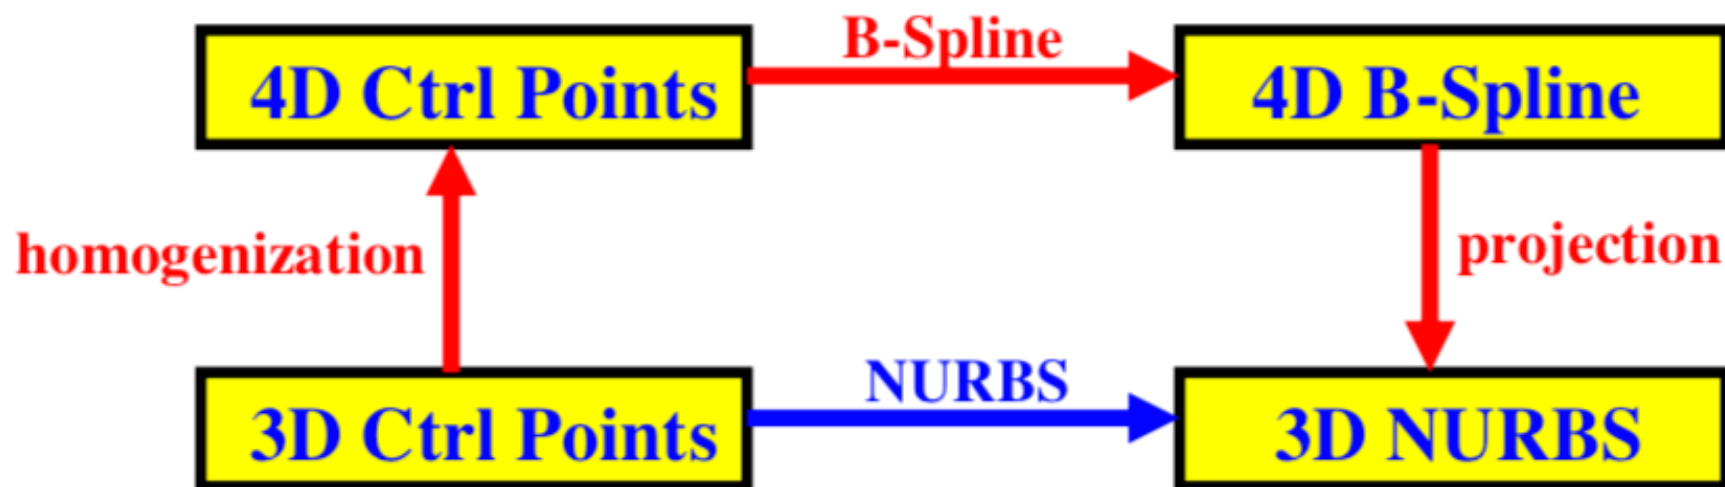 B-Spline
4D Ctrl Points
4D B-Spline
homogenization
projection
NURBS
3D Ctrl Points
3D NURBS